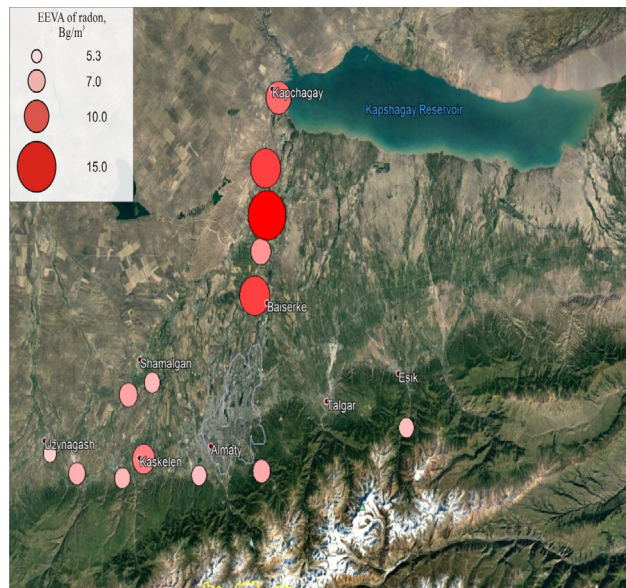 EEVA of radon,
Bg/m³
5.3
7.0
10.0
15.0
Kapchagay
Kapshagay Reservoir
Baiserke
Shamalgan
Esik
Talgar
Uzynagash
Kaskelen
Almaty